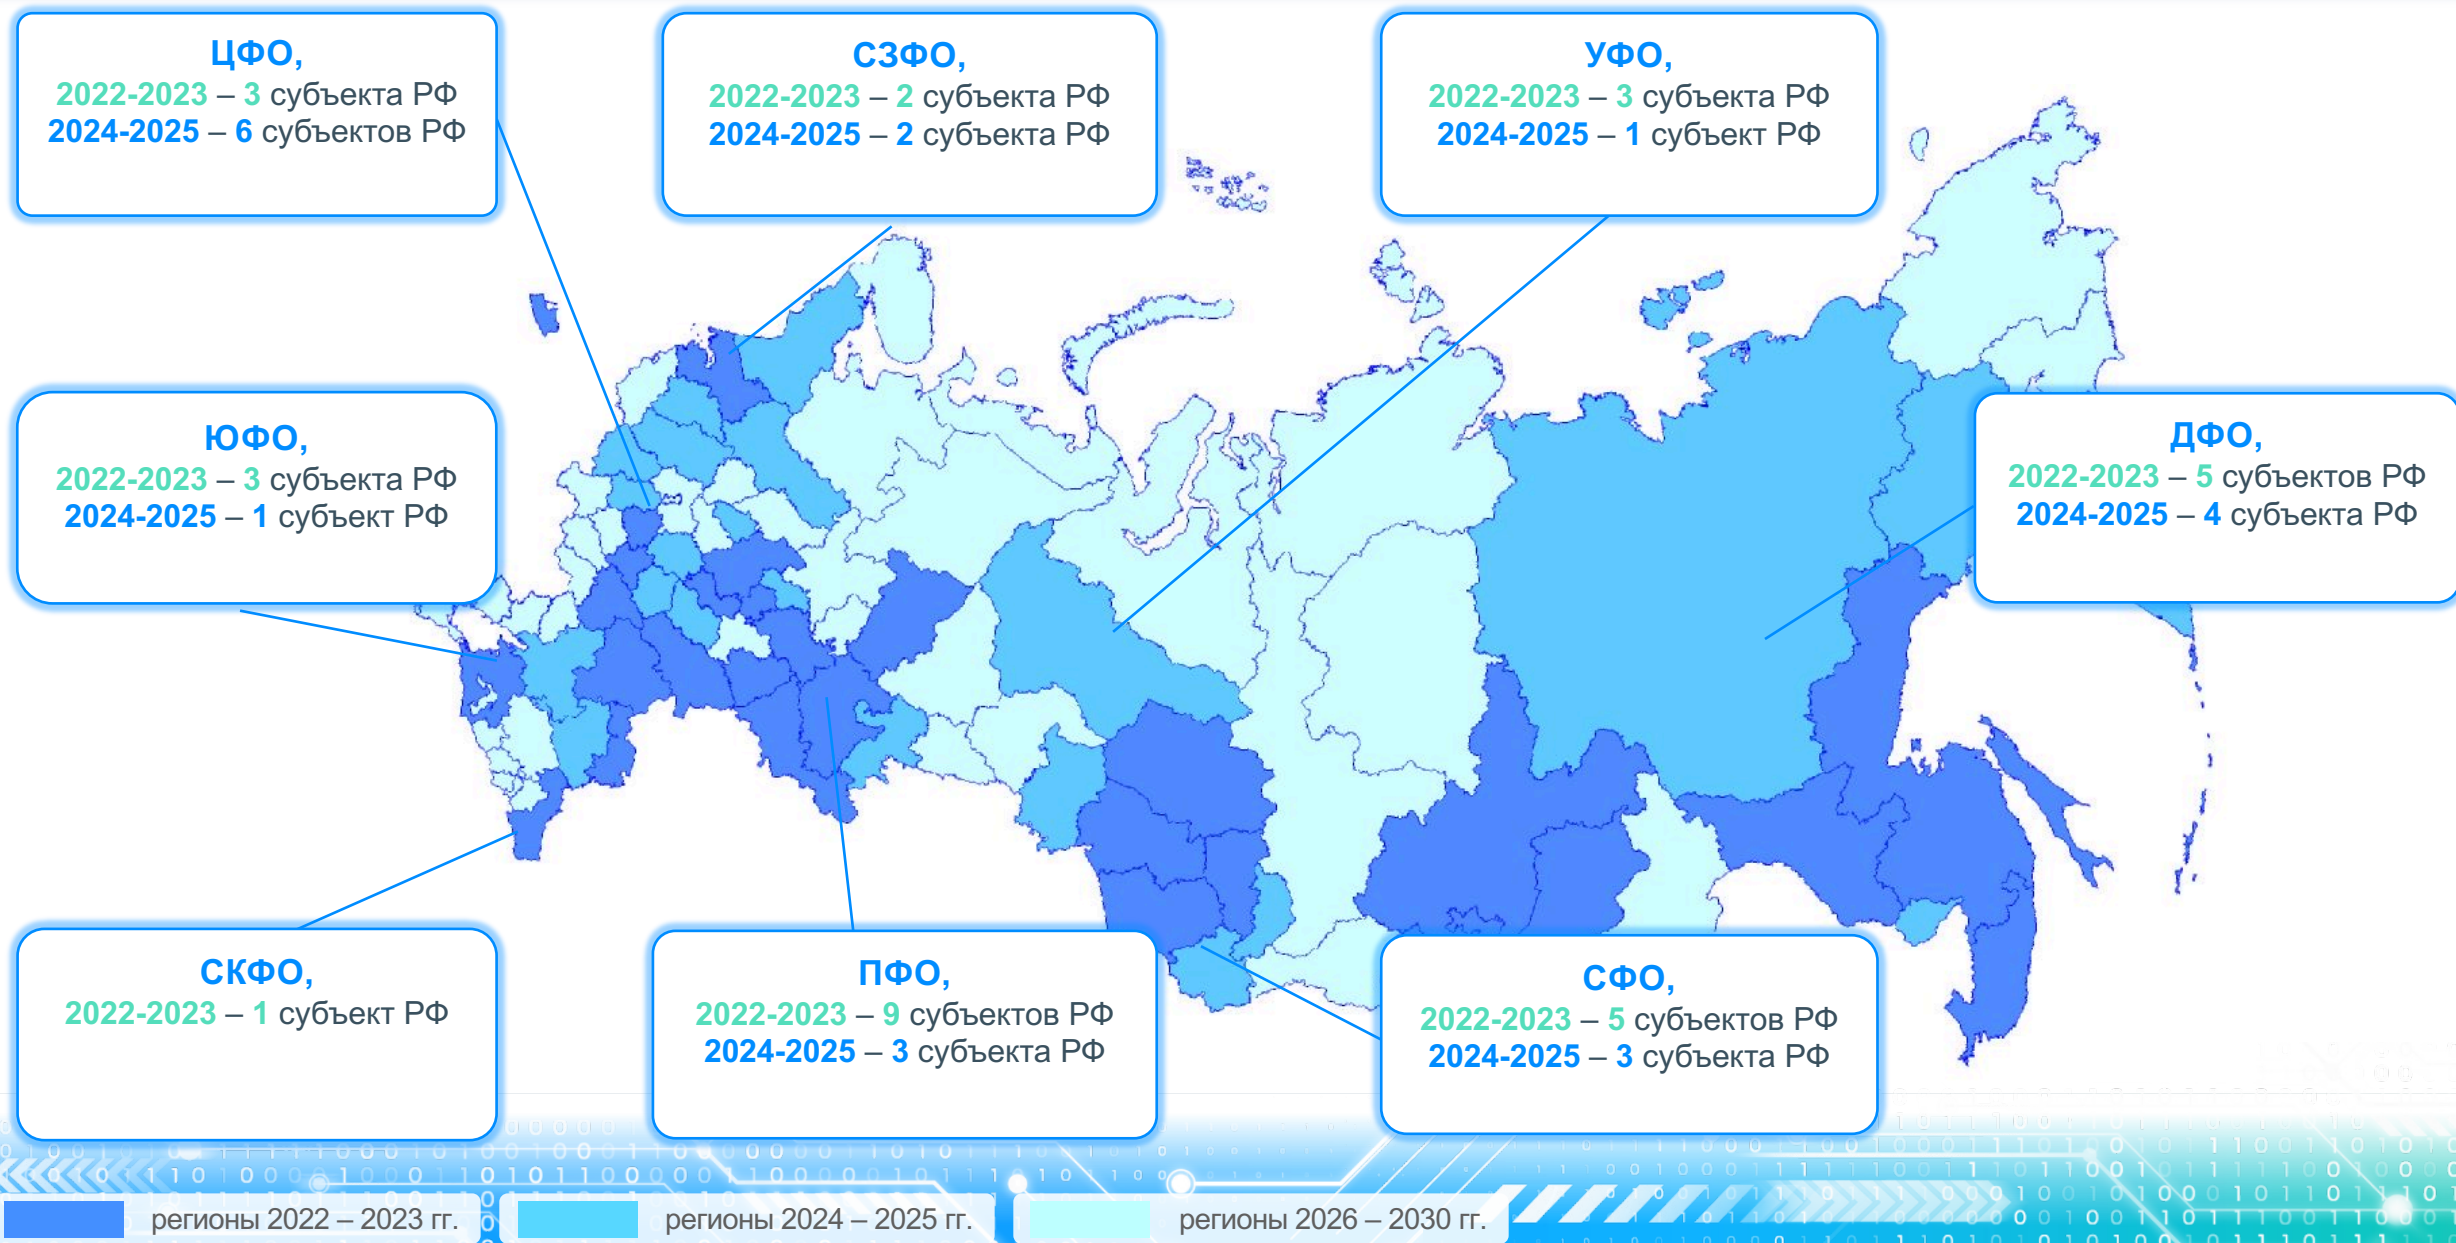 ЦФО,
2022-2023 – 3 субъекта РФ
2024-2025 – 6 субъектов РФ
СЗФО,
2022-2023 – 2 субъекта РФ
2024-2025 – 2 субъекта РФ
УФО,
2022-2023 – 3 субъекта РФ
2024-2025 – 1 субъект РФ
ЮФО,
2022-2023 – 3 субъекта РФ
2024-2025 – 1 субъект РФ
ДФО,
2022-2023 – 5 субъектов РФ
2024-2025 – 4 субъекта РФ
СКФО,
2022-2023 – 1 субъект РФ
ПФО,
2022-2023 – 9 субъектов РФ
2024-2025 – 3 субъекта РФ
СФО,
2022-2023 – 5 субъектов РФ
2024-2025 – 3 субъекта РФ
регионы 2022 – 2023 гг.
регионы 2024 – 2025 гг.
регионы 2026 – 2030 гг.